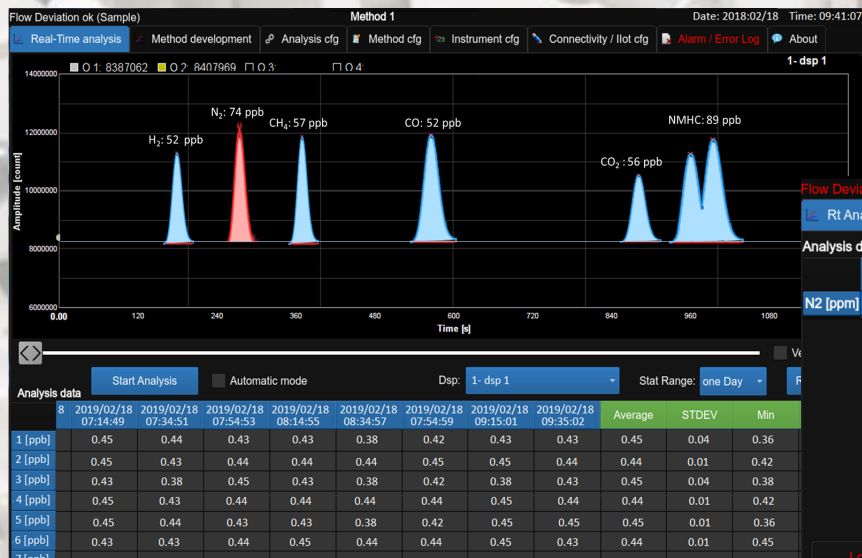 Flow Deviation ok (Sample) Method 1 Date: 2018:02/18 Time: 09:41:07
Real-Time analysis Method development Analysis cfg Method cfg Instrument cfg Connectivity / IIot cfg Alarm / Error Log About
O 1: 8387062 O 2: 8407969 O 3: O 4: 1- dsp 1
14000000
12000000
10000000
8000000
6000000
Amplitude [count]
H2: 52 ppb
N2: 74 ppb
CH4: 57 ppb
CO: 52 ppb
CO2 : 56 ppb
NMHC: 89 ppb
0.00 120 240 360 480 600 720 840 960 1080
Time [s]
Flow Devia
Rt Ana
Analysis d
N2 [ppm]
Start Analysis Automatic mode Dsp: 1- dsp 1 Stat Range: one Day R
Analysis data
8 2019/02/18 07:14:49 2019/02/18 07:34:51 2019/02/18 07:54:53 2019/02/18 08:14:55 2019/02/18 08:34:57 2019/02/18 07:54:59 2019/02/18 09:15:01 2019/02/18 09:35:02 Average STDEV Min
1 [ppb] 0.45 0.44 0.43 0.43 0.38 0.42 0.43 0.43 0.45 0.04 0.36
2 [ppb] 0.45 0.43 0.44 0.44 0.44 0.45 0.45 0.44 0.44 0.01 0.42
3 [ppb] 0.43 0.38 0.45 0.43 0.38 0.42 0.38 0.43 0.45 0.04 0.38
4 [ppb] 0.45 0.43 0.44 0.44 0.44 0.44 0.45 0.44 0.44 0.01 0.42
5 [ppb] 0.45 0.44 0.43 0.43 0.38 0.42 0.45 0.45 0.45 0.01 0.36
6 [ppb] 0.43 0.43 0.44 0.45 0.44 0.44 0.45 0.43 0.44 0.01 0.45